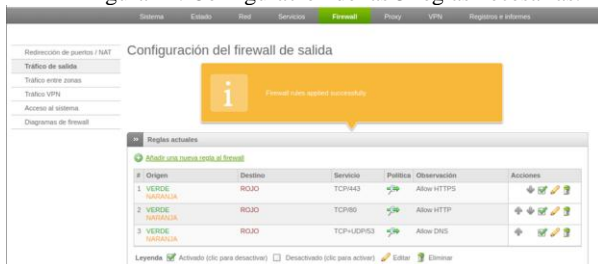 Sistema Estado Red Servicios Firewall Proxy VPN Registros e informes
Redirección de puertos / NAT
Tráfico de salida
Tráfico entre zonas
Tráfico VPN
Acceso al sistema
Diagramas de firewall
Configuración del firewall de salida
Firewall rules applied successfully
Reglas actuales
Añadir una nueva regla al firewall
# Origen Destino Servicio Política Observación Acciones
1 VERDE ROJO TCP/443 Allow HTTPS
NARANJA
2 VERDE ROJO TCP/80 Allow HTTP
NARANJA
3 VERDE ROJO TCP+UDP/53 Allow DNS
NARANJA
Leyenda Activado (clic para desactivar) Desactivado (clic para activar) Editar Eliminar